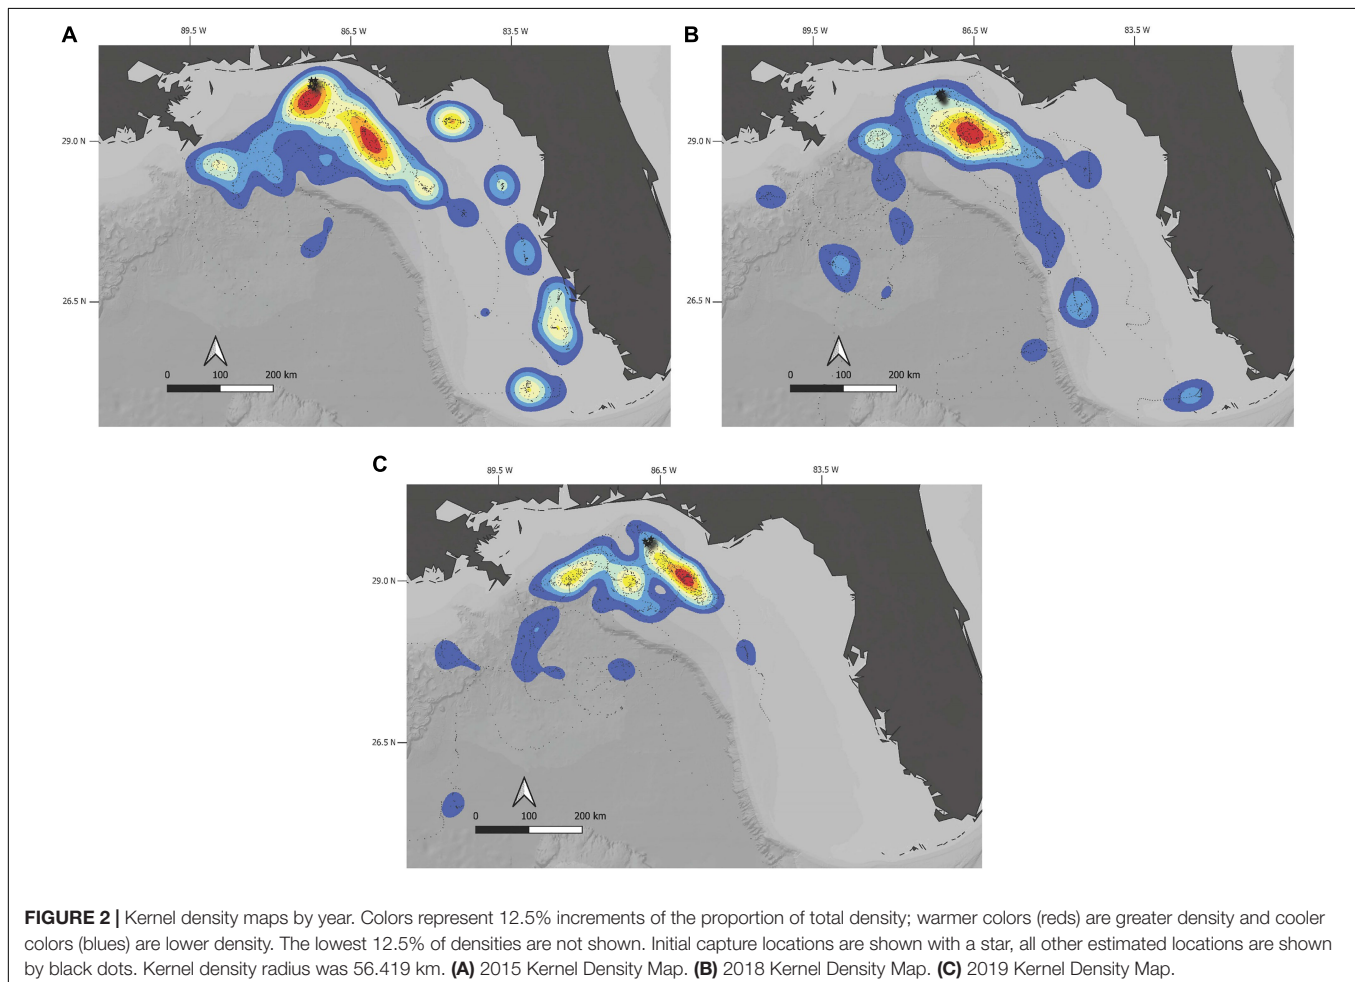 A
89.5 W 86.5 W 83.5 W
29.0 N
26.5 N
0 100 200 km
B
89.5 W 86.5 W 83.5 W
29.0 N
26.5 N
0 100 200 km
C
89.5 W 86.5 W 83.5 W
29.0 N
26.5 N
0 100 200 km
FIGURE 2 | Kernel density maps by year. Colors represent 12.5% increments of the proportion of total density; warmer colors (reds) are greater density and cooler
colors (blues) are lower density. The lowest 12.5% of densities are not shown. Initial capture locations are shown with a star, all other estimated locations are shown
by black dots. Kernel density radius was 56.419 km. (A) 2015 Kernel Density Map. (B) 2018 Kernel Density Map. (C) 2019 Kernel Density Map.